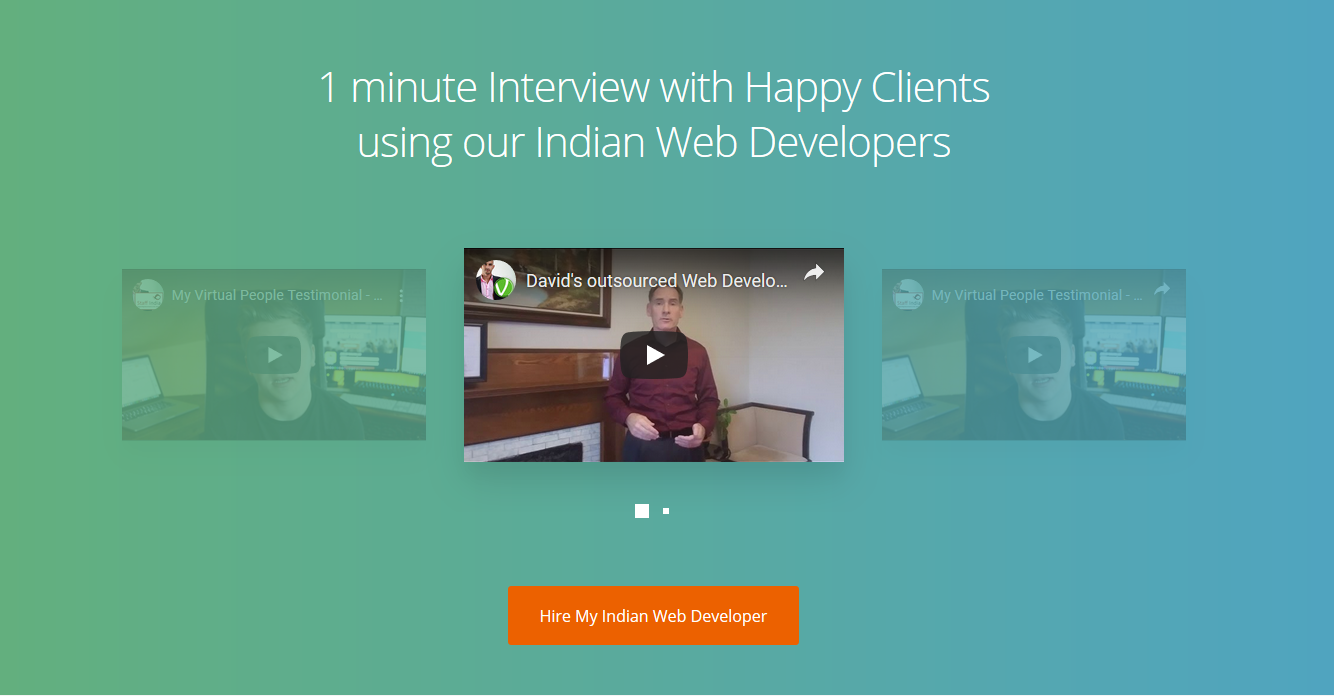 1 minute Interview with Happy Clients
using our Indian Web Developers
My Virtual People Testimonial - ...
David's outsourced Web Develo...
My Virtual People Testimonial - ...
Hire My Indian Web Developer